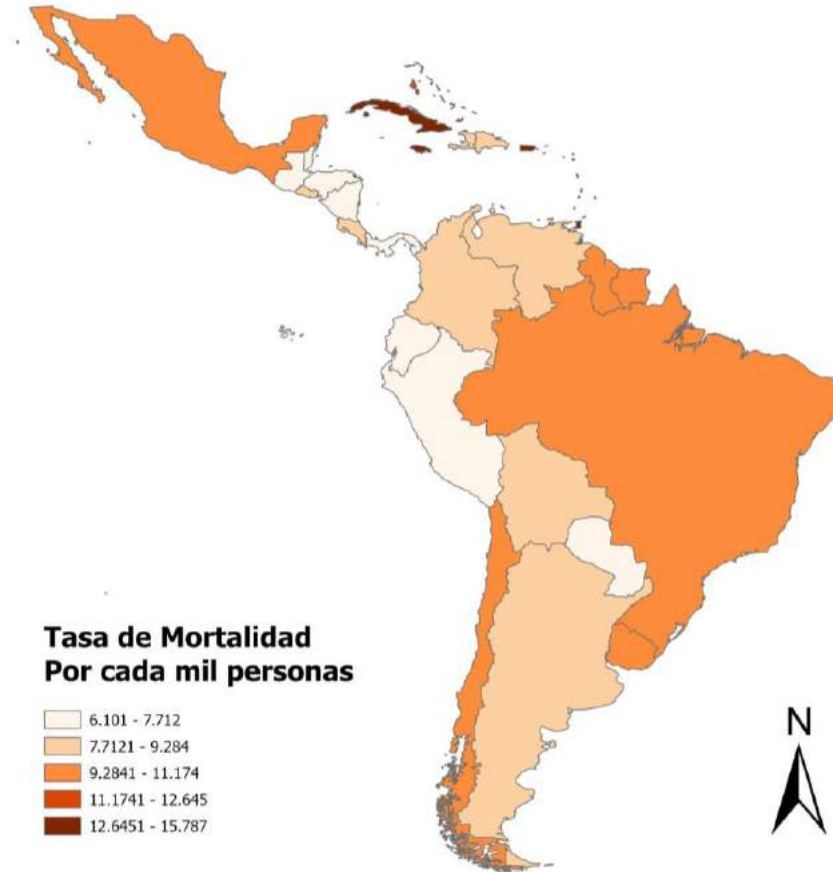 Tasa de Mortalidad
Por cada mil personas
6.101 - 7.712
7.7121 - 9.284
9.2841 - 11.174
11.1741 - 12.645
12.6451 - 15.787
N